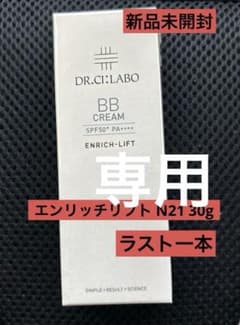 新品未開封
DR.CI:LABO
BB
CREAM
SPF50+ PA++++
ENRICH-LIFT
専用
エンリッチリフト N21 30g
ラスト一本
SIMPLE • RESULT • SCIENCE